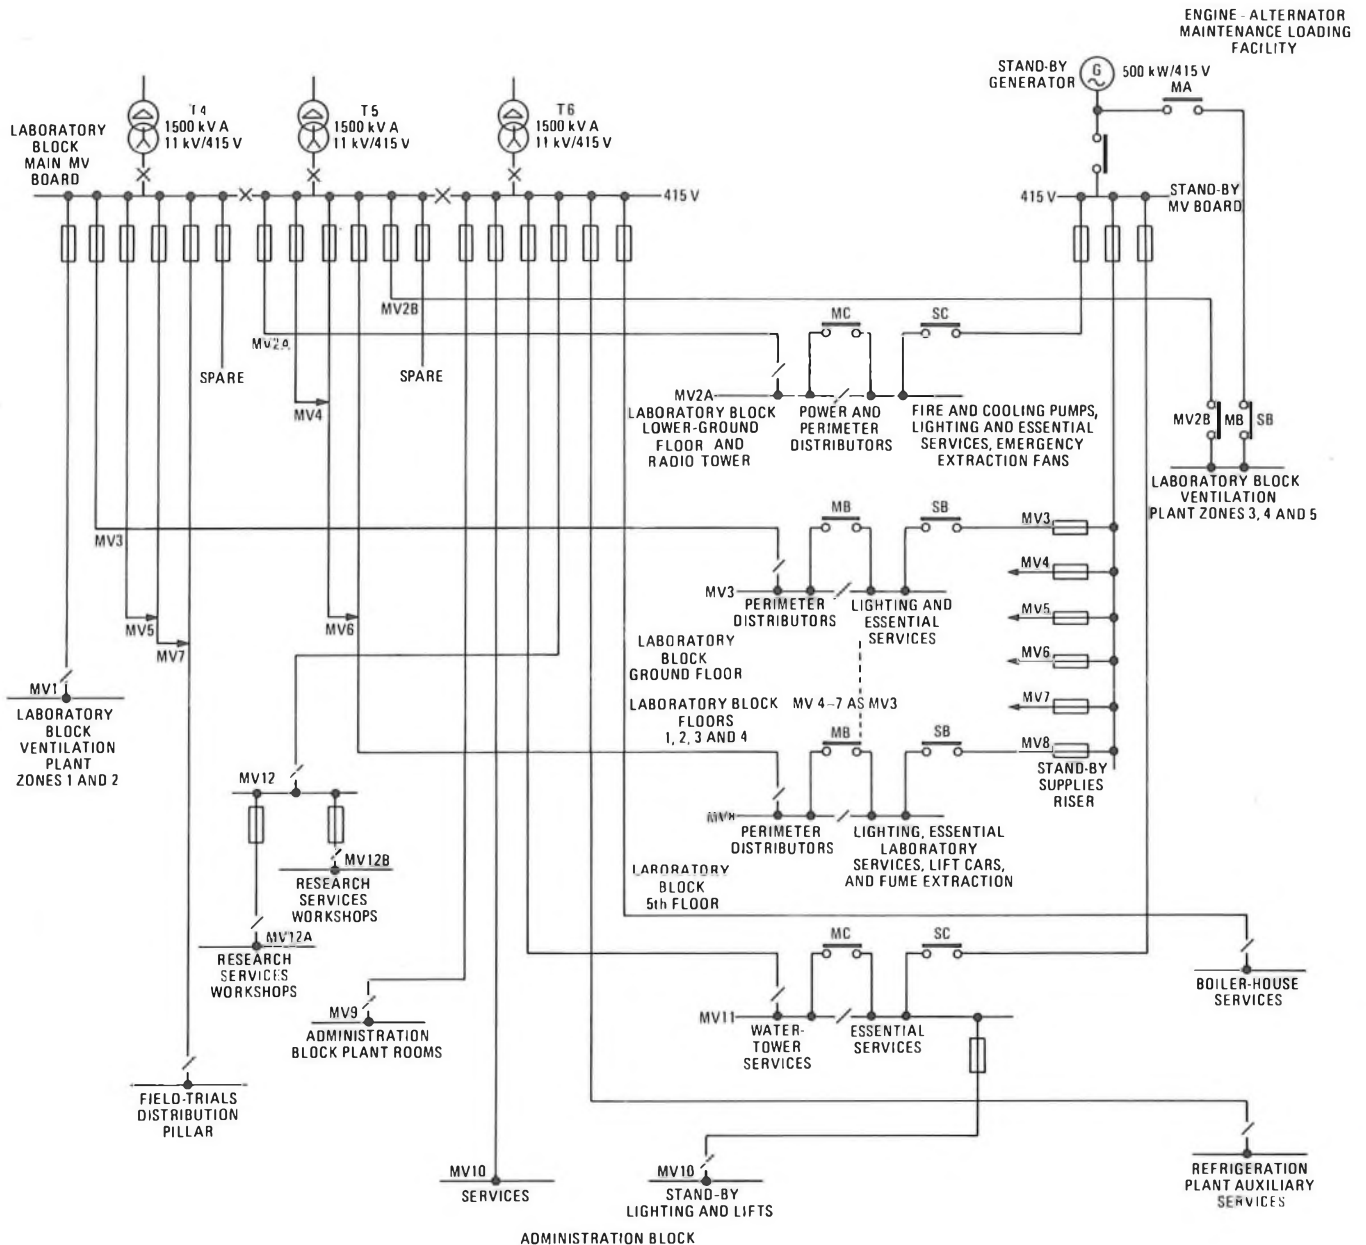 ENGINE - ALTERNATOR
MAINTENANCE LOADING
FACILITY
STAND-BY
GENERATOR
G
500 kW/415 V
MA
LABORATORY
BLOCK
MAIN MV
BOARD
T4
1500 kVA
11 kV/415 V
T5
1500 kVA
11 kV/415 V
T6
1500 kVA
11 kV/415 V
415 V
415 V
STAND-BY
MV BOARD
MV2B
MV2A
SPARE
SPARE
MV4
MC
SC
MV2A
LABORATORY BLOCK
LOWER-GROUND
FLOOR AND
RADIO TOWER
POWER AND
PERIMETER
DISTRIBUTORS
FIRE AND COOLING PUMPS,
LIGHTING AND ESSENTIAL
SERVICES, EMERGENCY
EXTRACTION FANS
MV2B
MB
SB
LABORATORY BLOCK
VENTILATION
PLANT ZONES 3, 4 AND 5
MV3
MB
SB
MV3
MV4
MV5
MV6
MV7
MV8
STAND-BY
SUPPLIES
RISER
MV3
PERIMETER
DISTRIBUTORS
LIGHTING AND
ESSENTIAL
SERVICES
LABORATORY
BLOCK
GROUND FLOOR
MV5
MV7
MV6
LABORATORY BLOCK
FLOORS
1, 2, 3 AND 4
MV 4-7 AS MV3
MB
SB
MV8
PERIMETER
DISTRIBUTORS
LIGHTING, ESSENTIAL
LABORATORY
SERVICES, LIFT CARS,
AND FUME EXTRACTION
LABORATORY
BLOCK
5th FLOOR
MV1
LABORATORY
BLOCK
VENTILATION
PLANT
ZONES 1 AND 2
MV12
MV12B
RESEARCH
SERVICES
WORKSHOPS
MV12A
RESEARCH
SERVICES
WORKSHOPS
MV9
ADMINISTRATION
BLOCK PLANT ROOMS
MC
SC
MV11
WATER-
TOWER
SERVICES
ESSENTIAL
SERVICES
BOILER-HOUSE
SERVICES
FIELD-TRIALS
DISTRIBUTION
PILLAR
MV10
SERVICES
MV10
STAND-BY
LIGHTING AND LIFTS
REFRIGERATION
PLANT AUXILIARY
SERVICES
ADMINISTRATION BLOCK